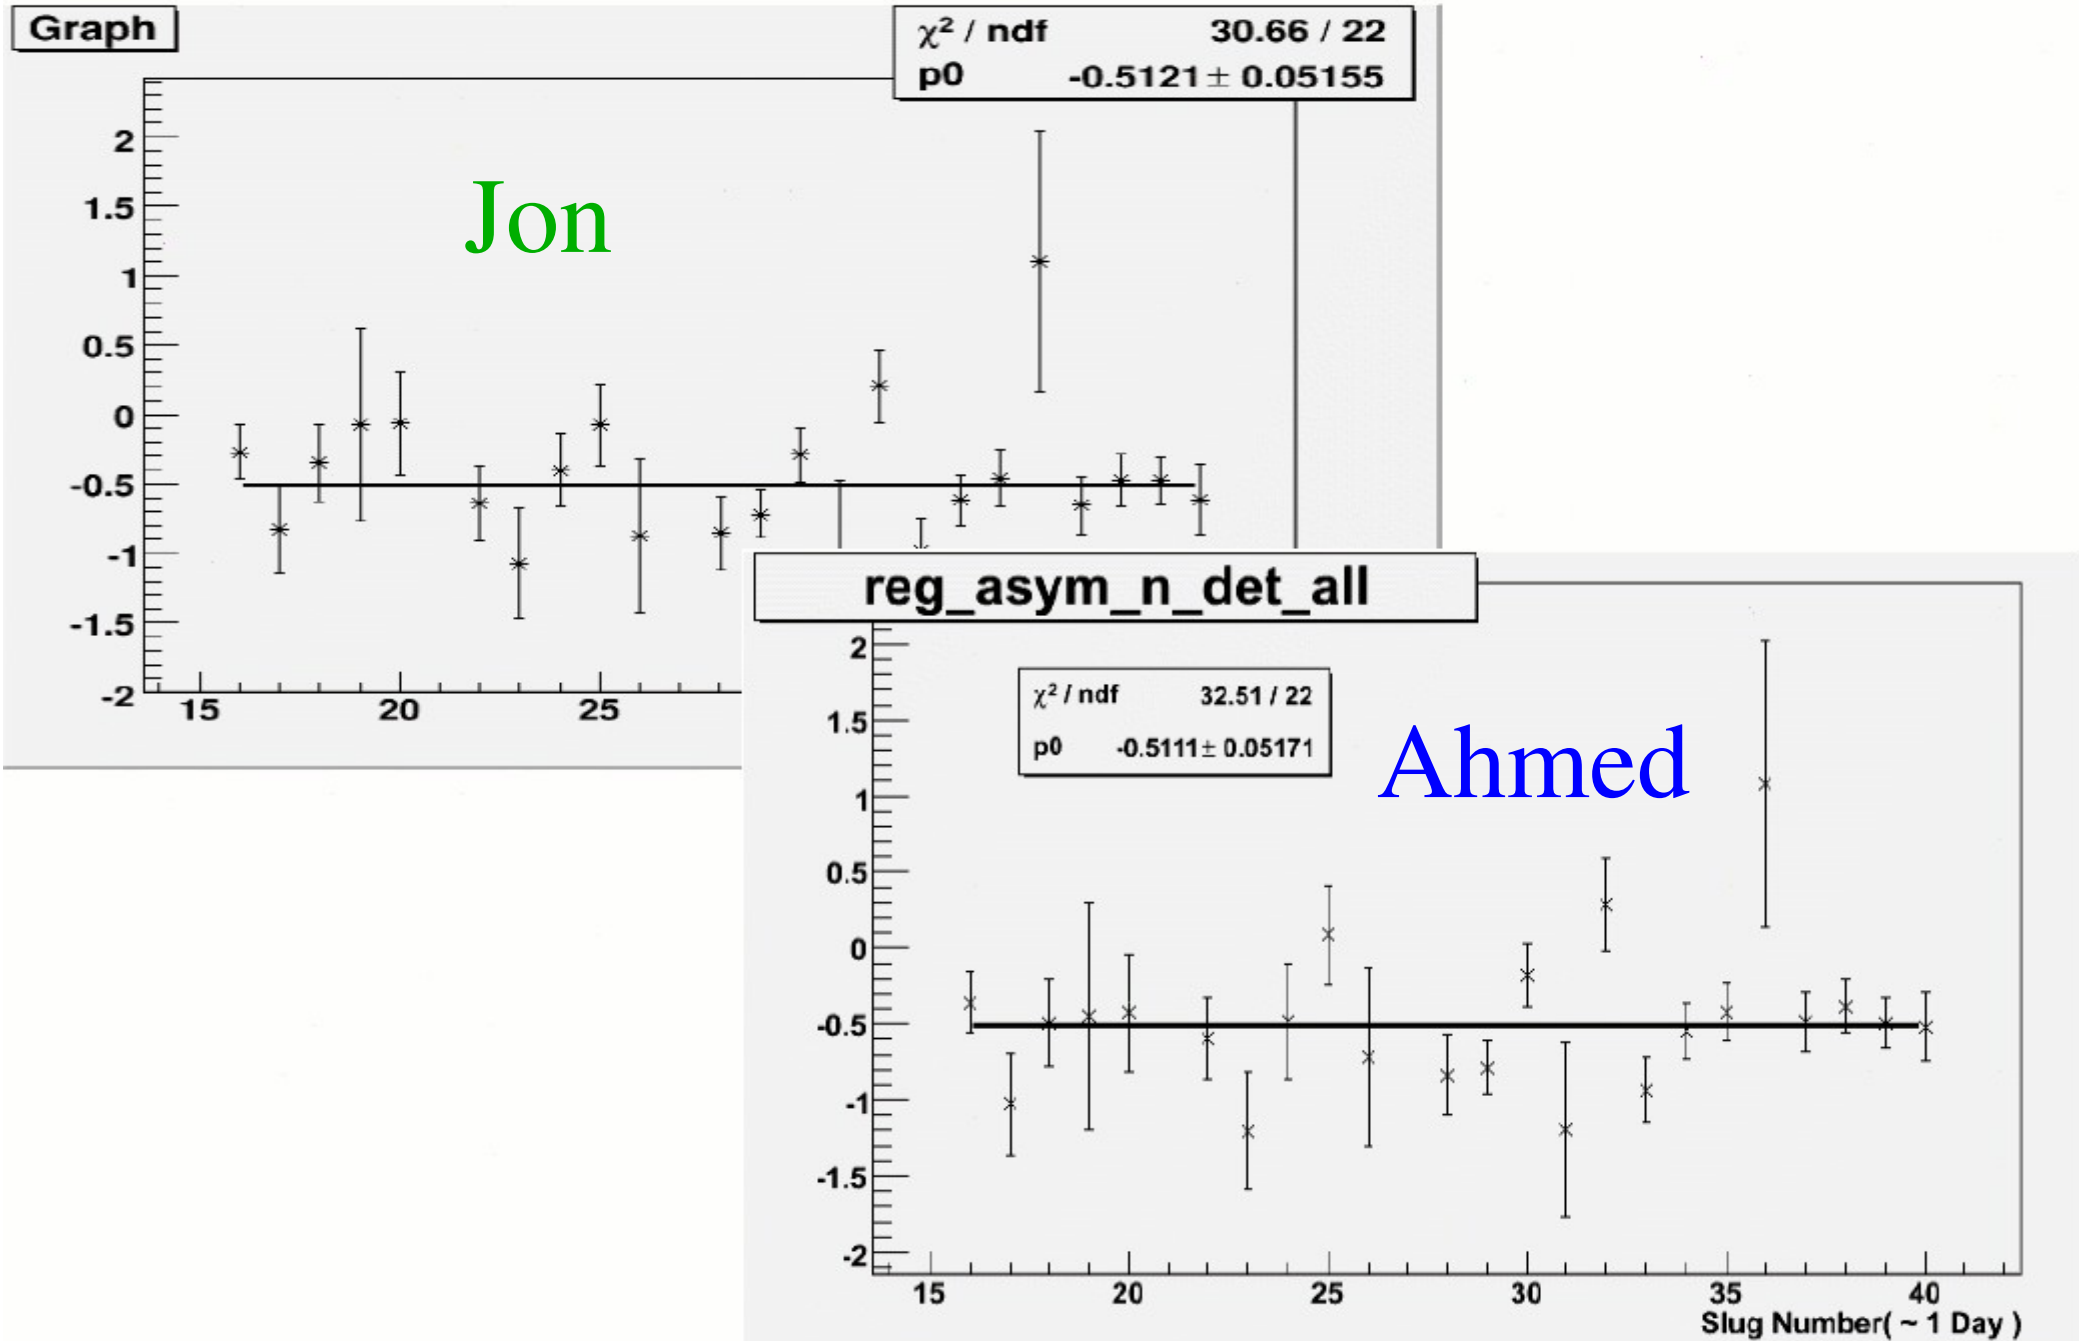 Graph
χ² / ndf 30.66 / 22
p0 -0.5121 ± 0.05155
Jon
2
1.5
1
0.5
0
-0.5
-1
-1.5
-2
15 20 25
reg_asym_n_det_all
χ² / ndf 32.51 / 22
p0 -0.5111 ± 0.05171
Ahmed
2
1.5
1
0.5
0
-0.5
-1
-1.5
-2
15 20 25 30 35 40
Slug Number( ~ 1 Day )